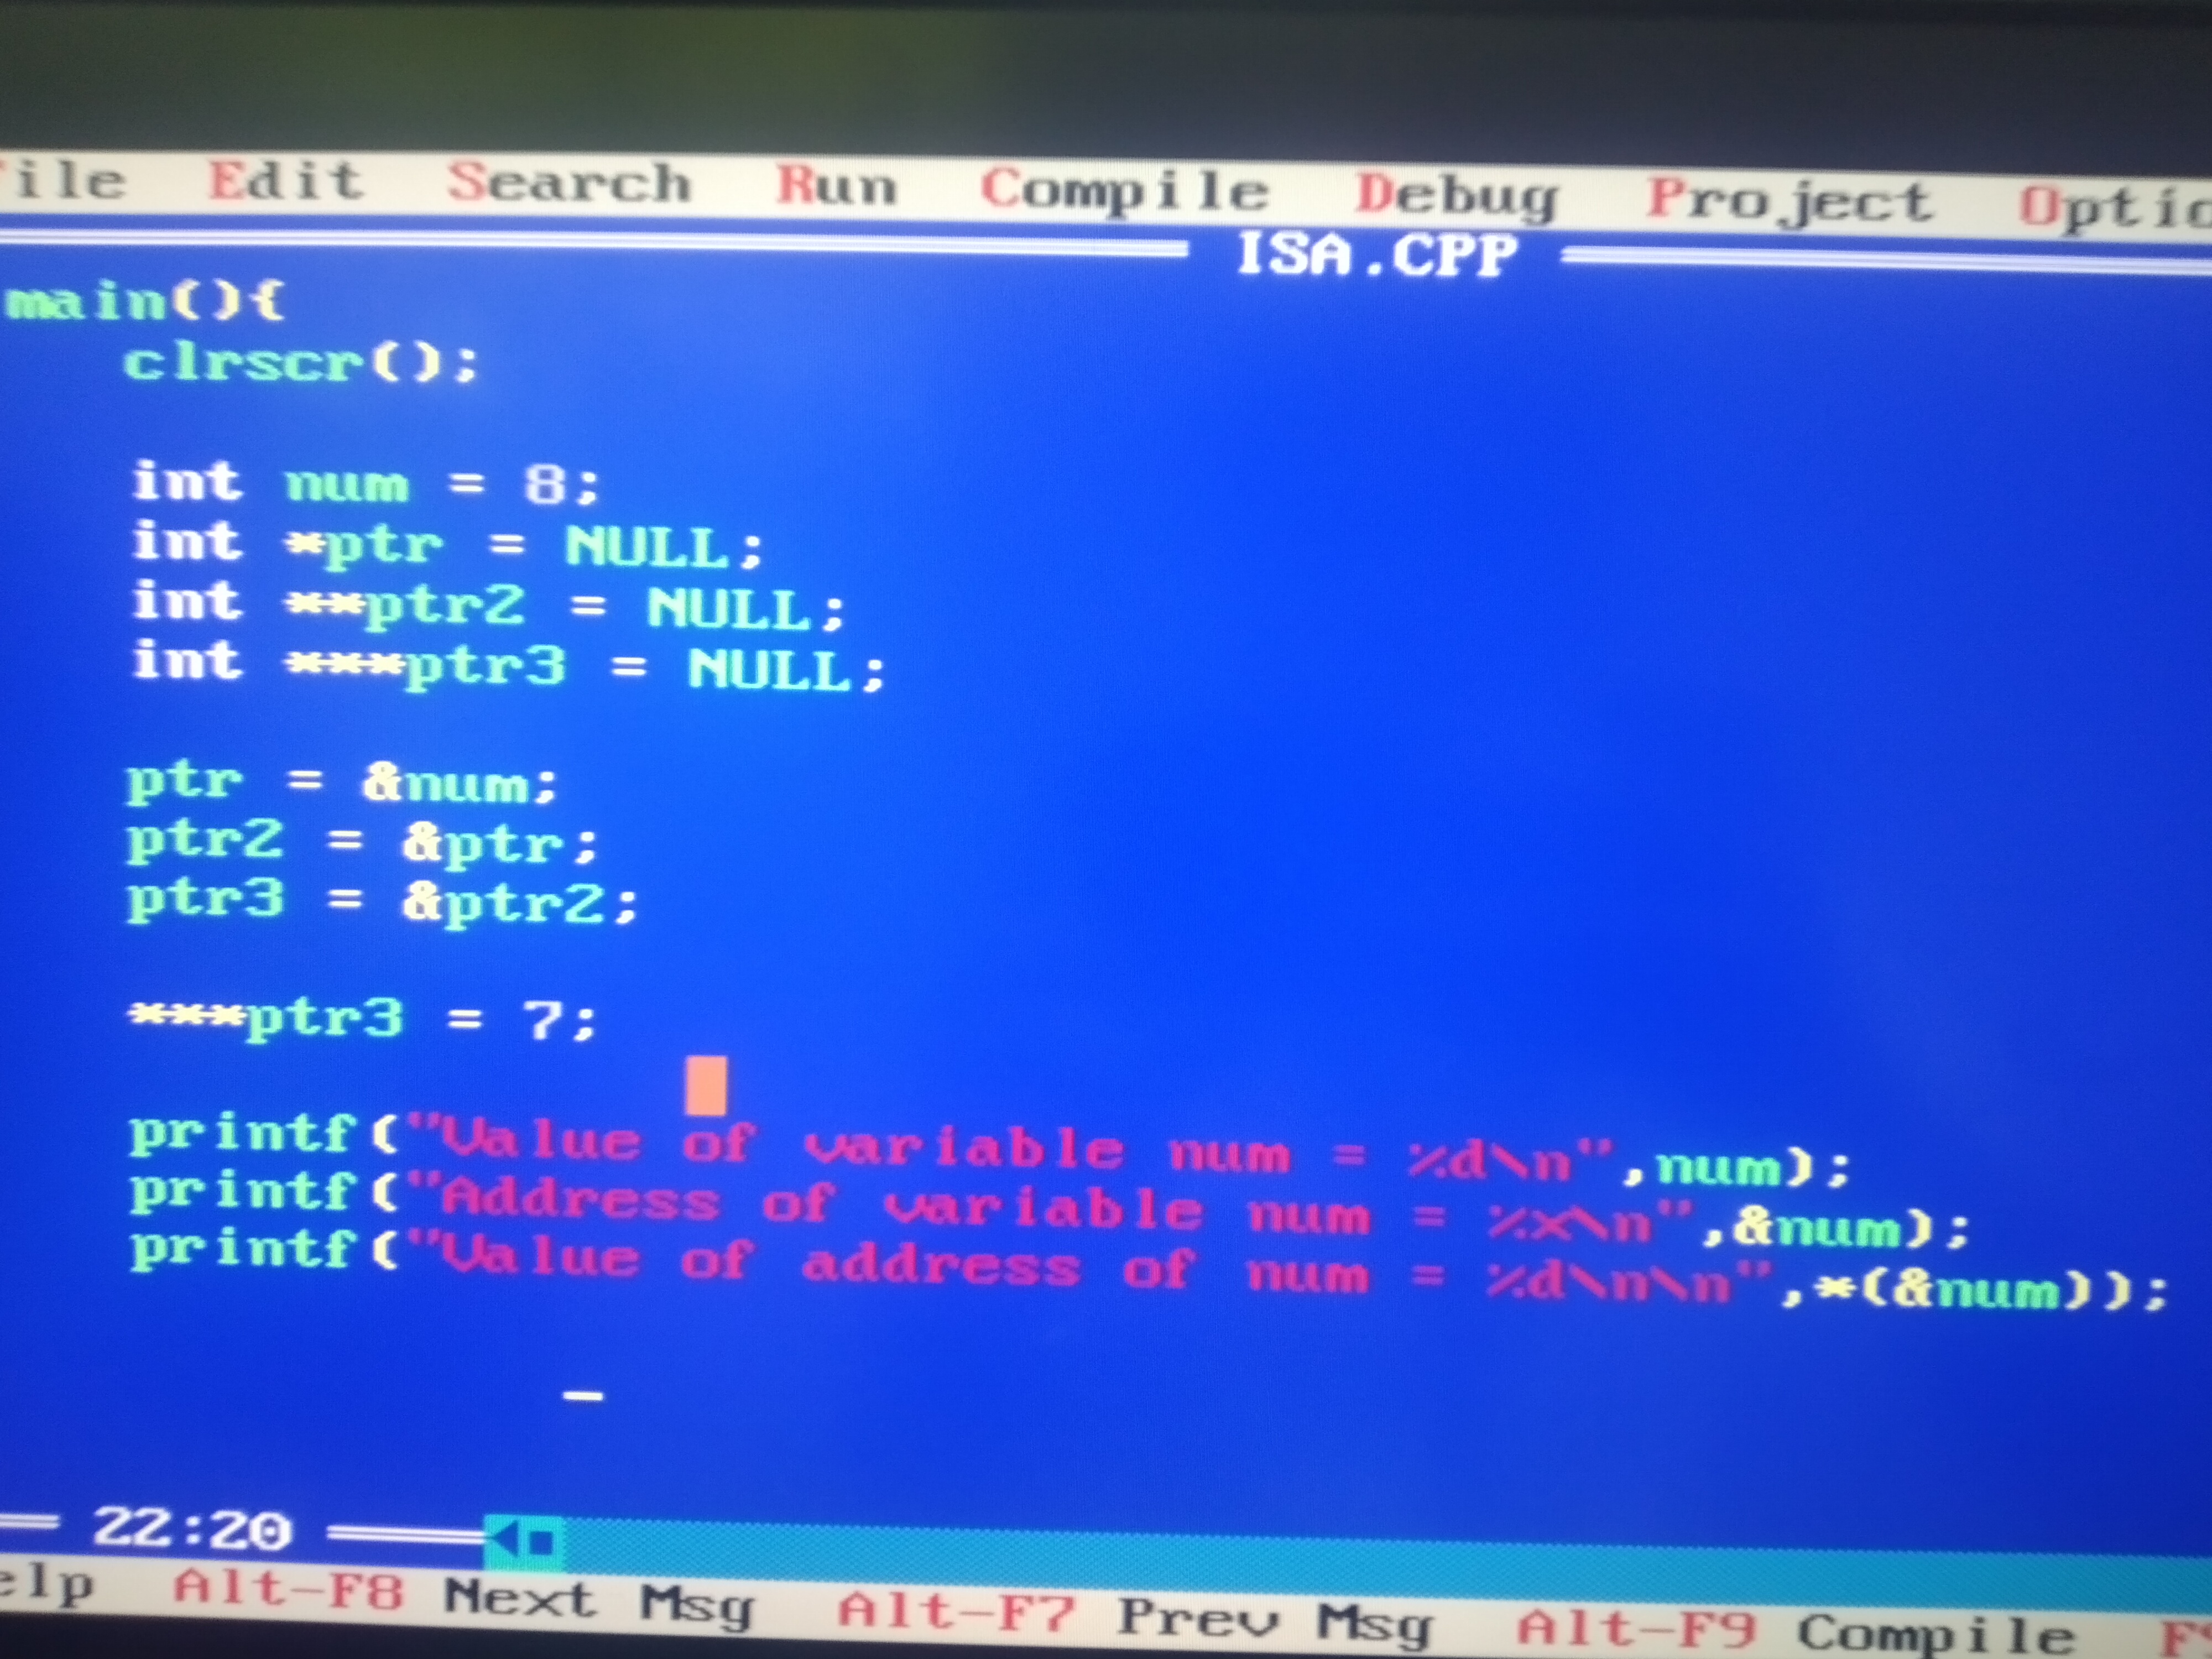 ile Edit Search Run Compile Debug Project Optio
ISA.CPP
main(){
clrscr();
int num = 8;
int *ptr = NULL;
int **ptr2 = NULL;
int ***ptr3 = NULL;
ptr = &num;
ptr2 = &ptr;
ptr3 = &ptr2;
***ptr3 = 7;
printf("Value of variable num = %d\n",num);
printf("Address of variable num = %x\n",&num);
printf("Value of address of num = %d\n\n",*(&num));
22:20
elp Alt-F8 Next Msg Alt-F7 Prev Msg Alt-F9 Compile F9